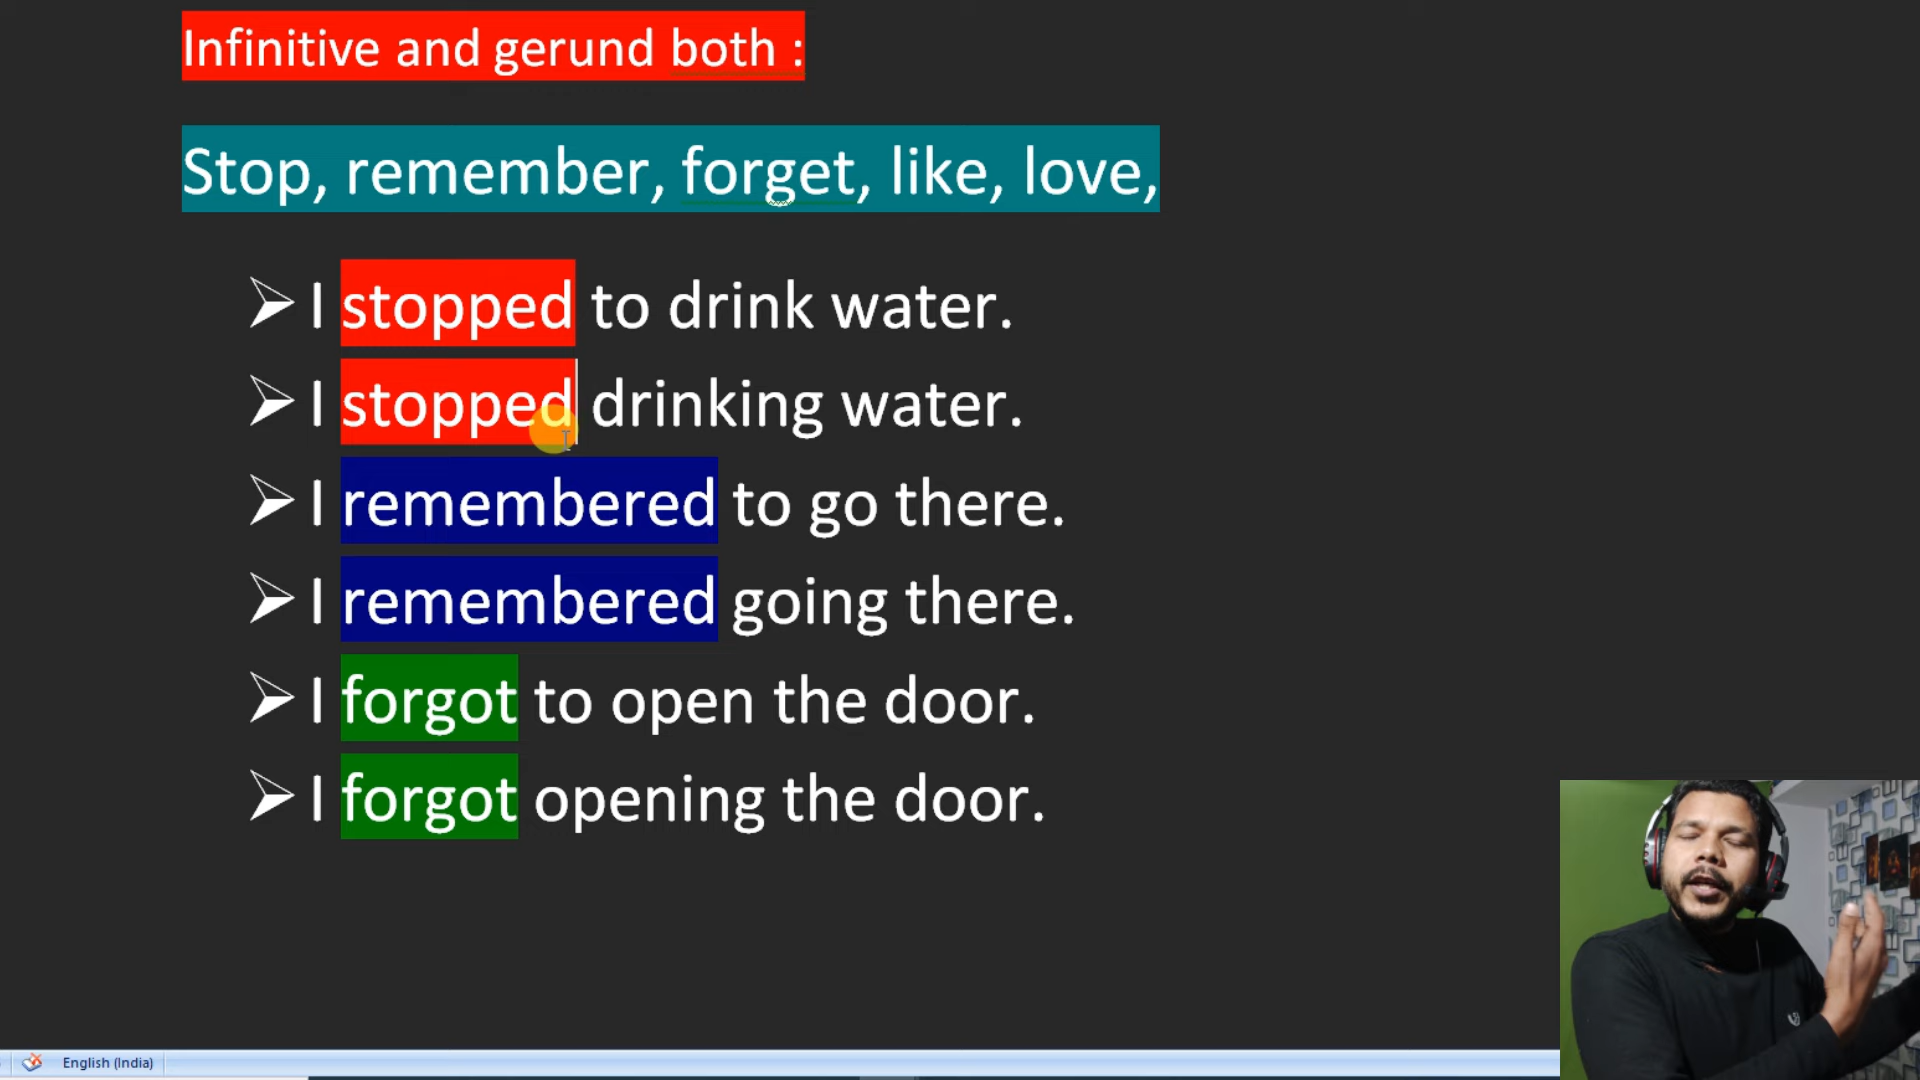 Infinitive and gerund both :
Stop, remember, forget, like, love,
➢ I stopped to drink water.
➢ I stopped drinking water.
➢ I remembered to go there.
➢ I remembered going there.
➢ I forgot to open the door.
➢ I forgot opening the door.
English (India)